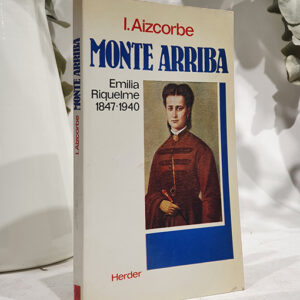 I. Aizcorbe
MONTE ARRIBA
Emilia
Riquelme
1847-1940
Herder
I. Aizcorbe MONTE ARRIBA